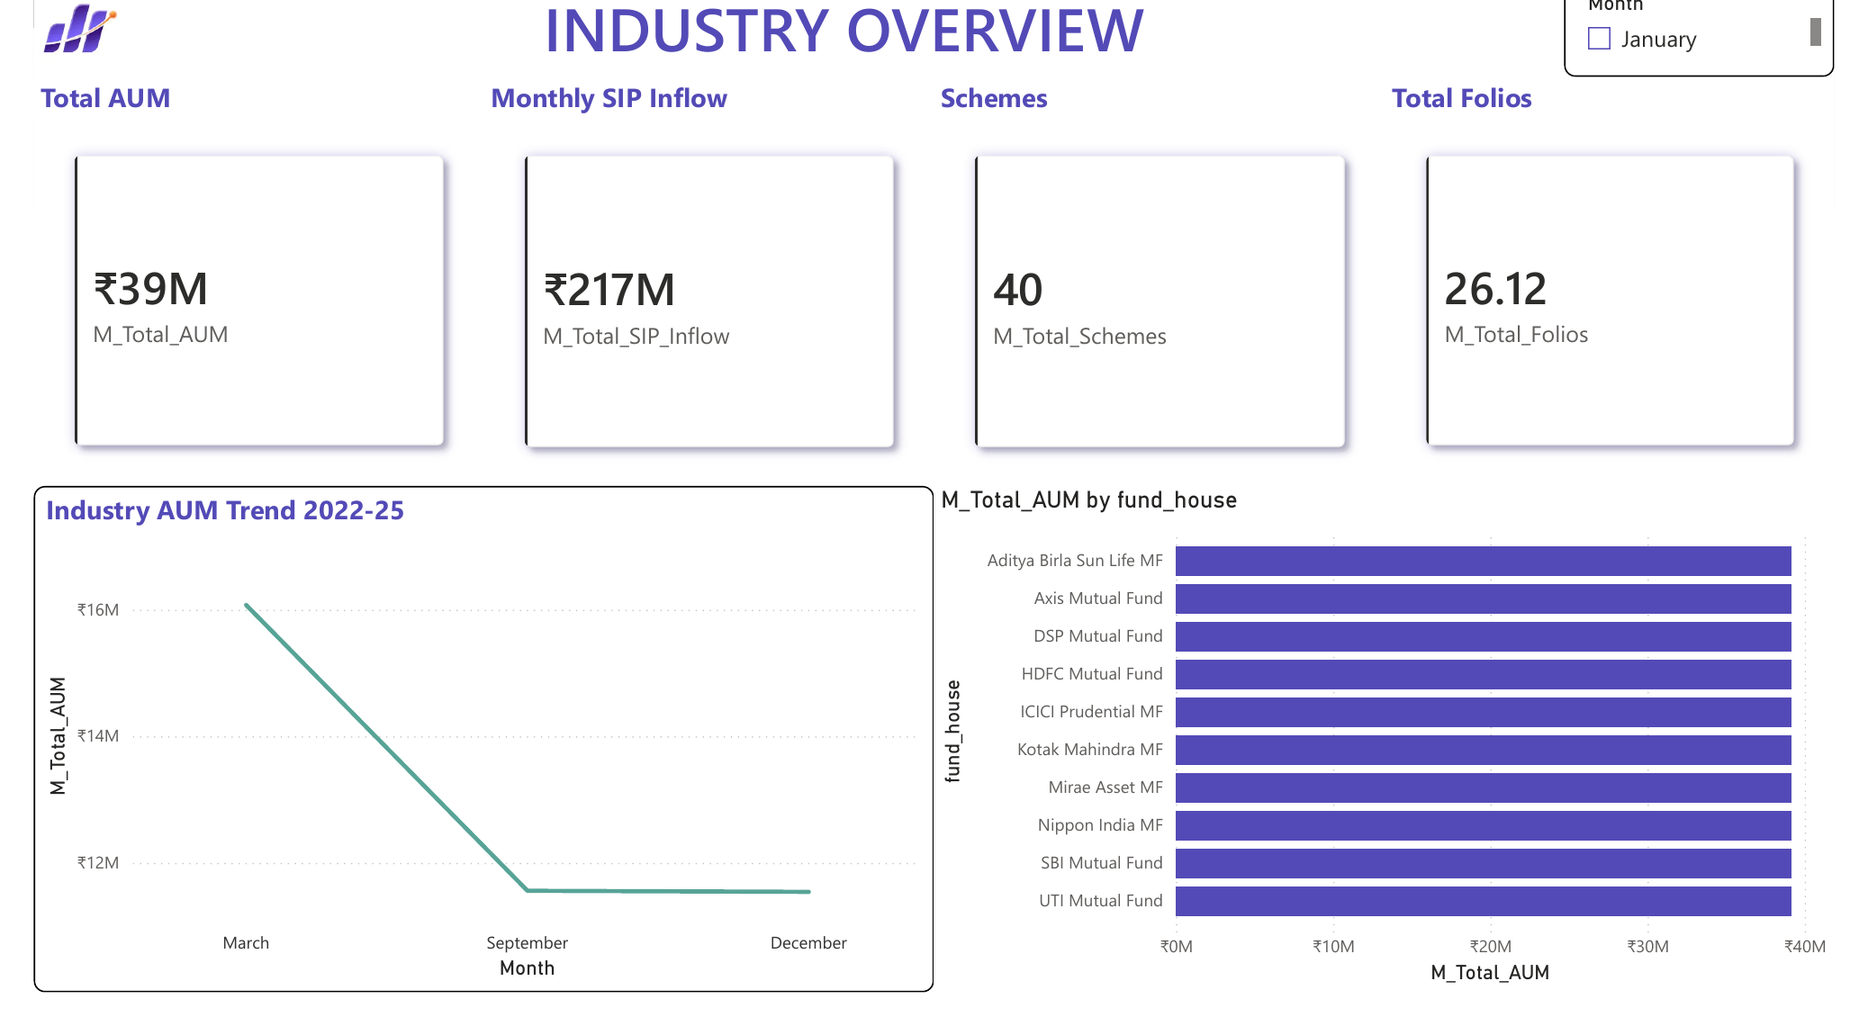 INDUSTRY OVERVIEW
Month
January
Total AUM
Monthly SIP Inflow
Schemes
Total Folios
₹39M
M_Total_AUM
₹217M
M_Total_SIP_Inflow
40
M_Total_Schemes
26.12
M_Total_Folios
Industry AUM Trend 2022-25
₹16M
₹14M
₹12M
M_Total_AUM
March
September
December
Month
M_Total_AUM by fund_house
fund_house
Aditya Birla Sun Life MF
Axis Mutual Fund
DSP Mutual Fund
HDFC Mutual Fund
ICICI Prudential MF
Kotak Mahindra MF
Mirae Asset MF
Nippon India MF
SBI Mutual Fund
UTI Mutual Fund
₹0M
₹10M
₹20M
₹30M
₹40M
M_Total_AUM